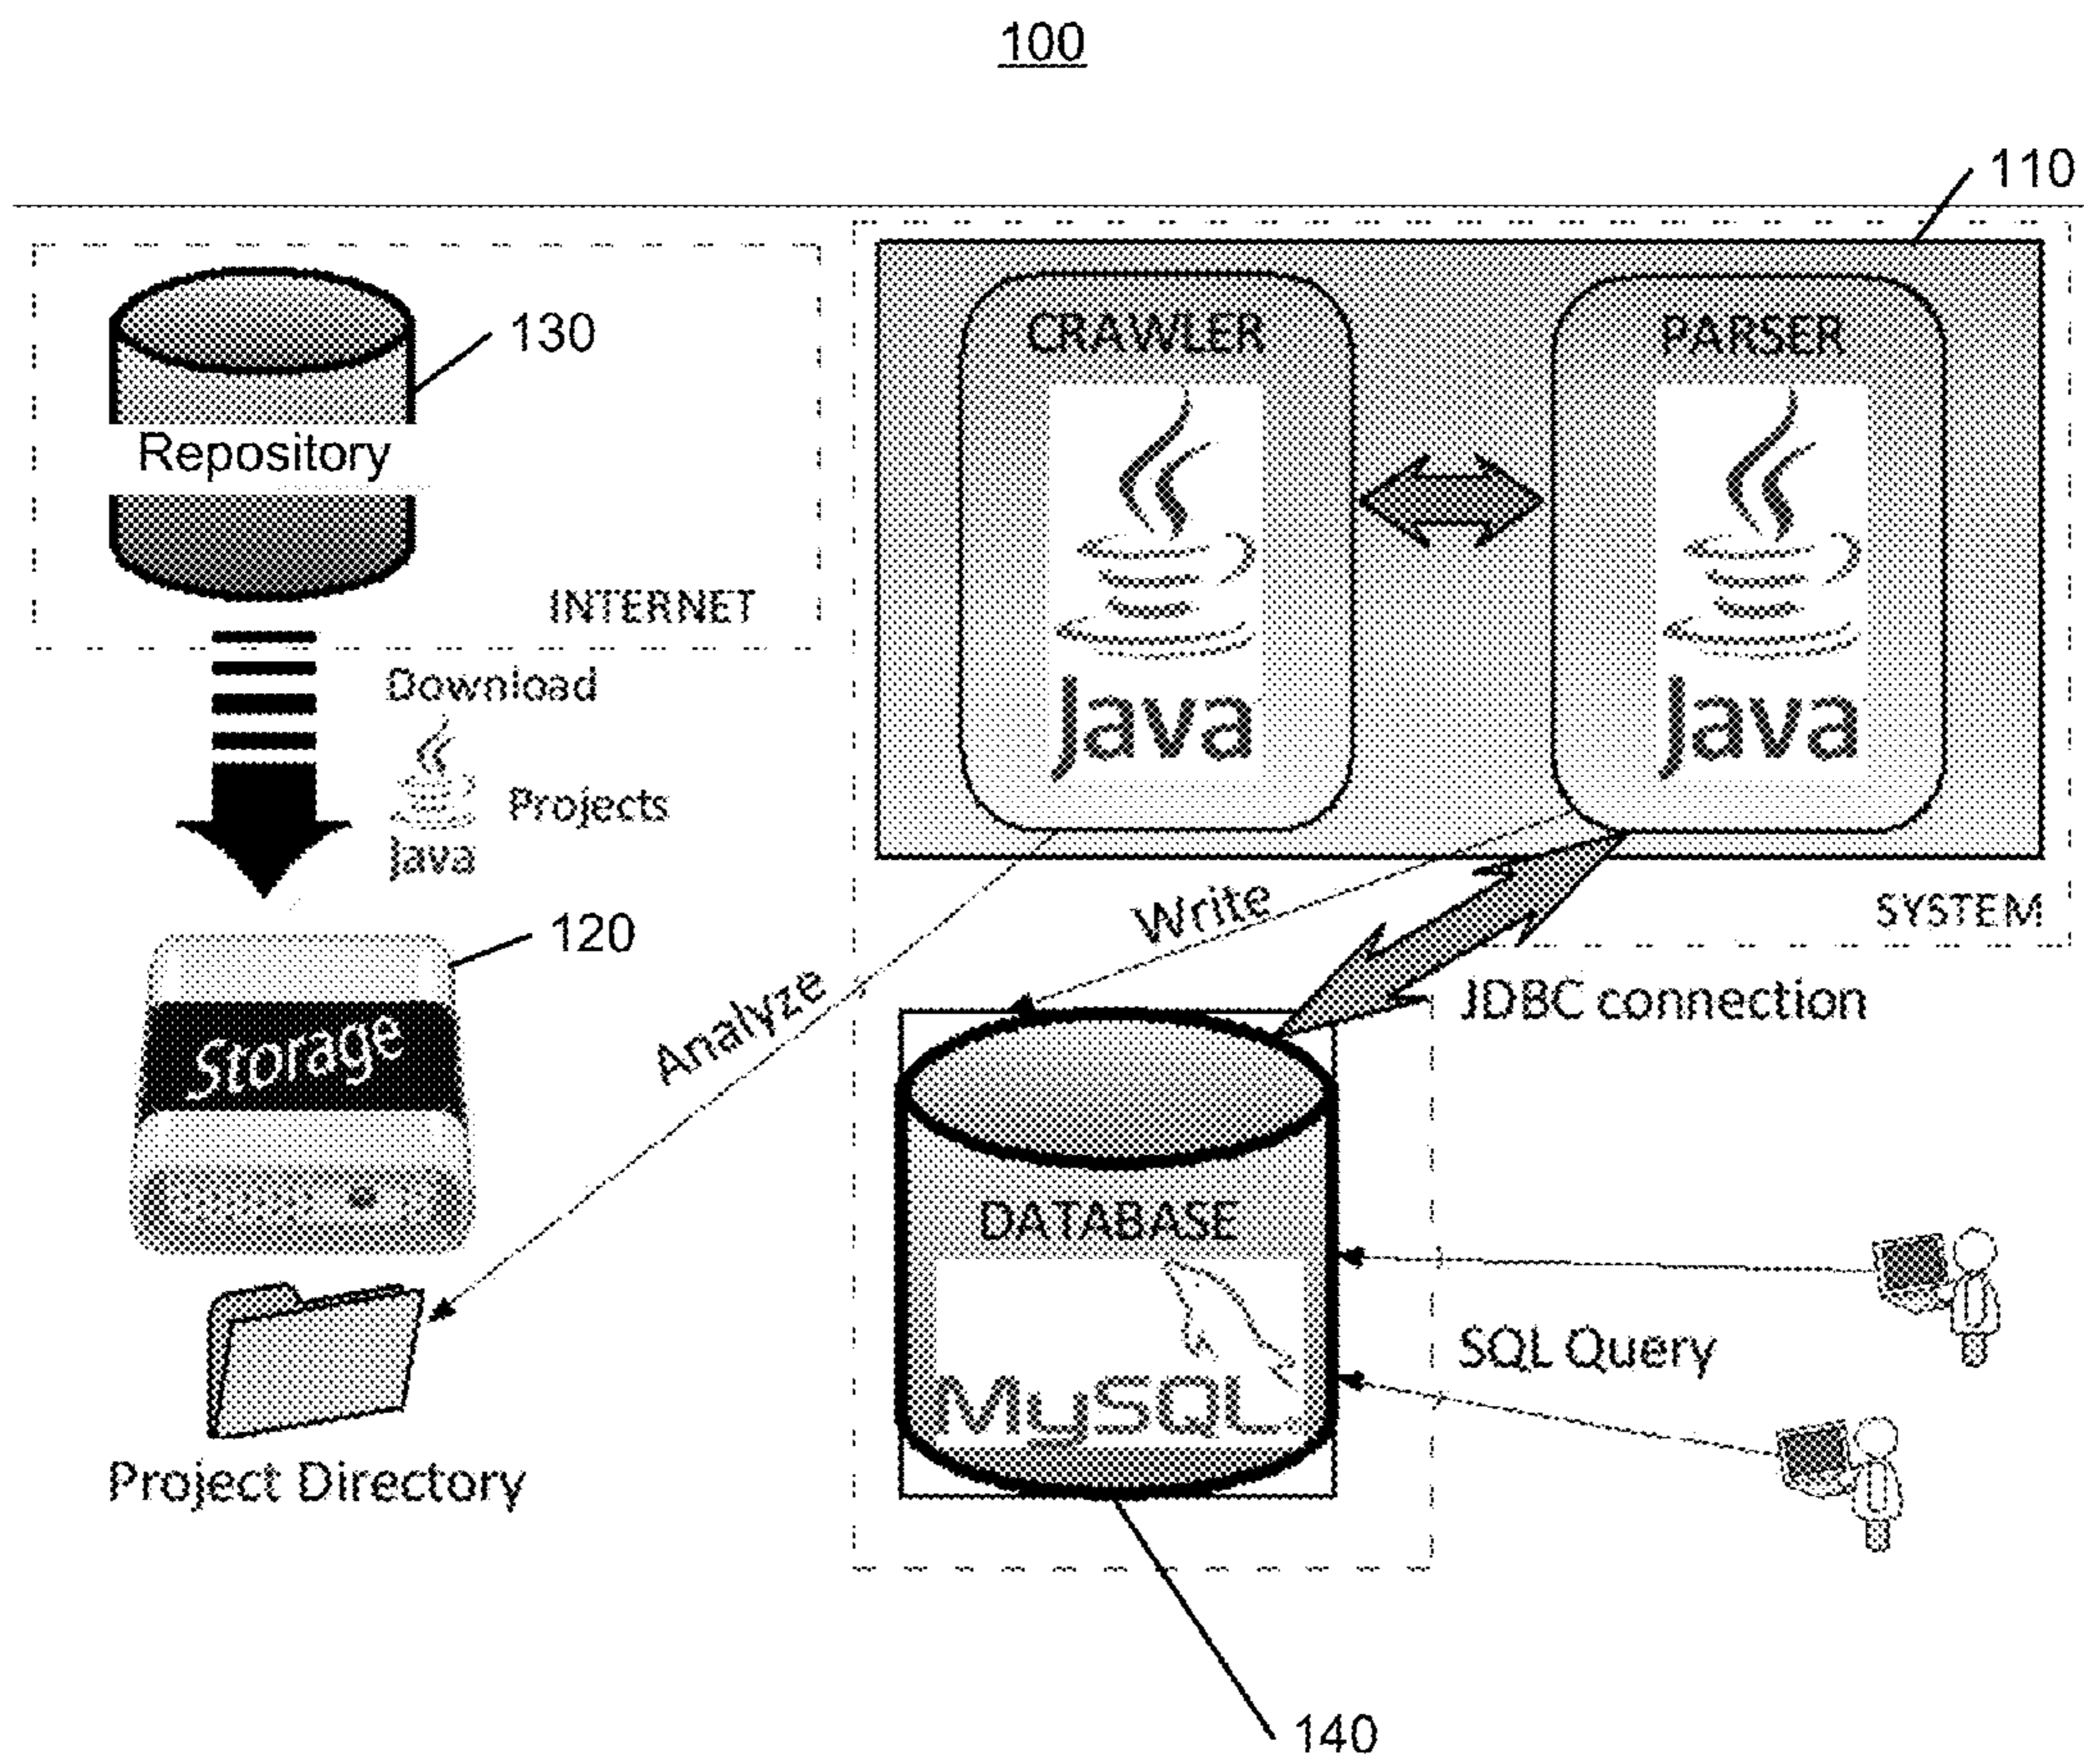 100
110
130
CRAWLER
PARSER
Repository
INTERNET
Java
Java
Download
Projects
Java
120
Write
SYSTEM
Analyze
JDBC connection
Storage
DATABASE
MySQL
SQL Query
Project Directory
140